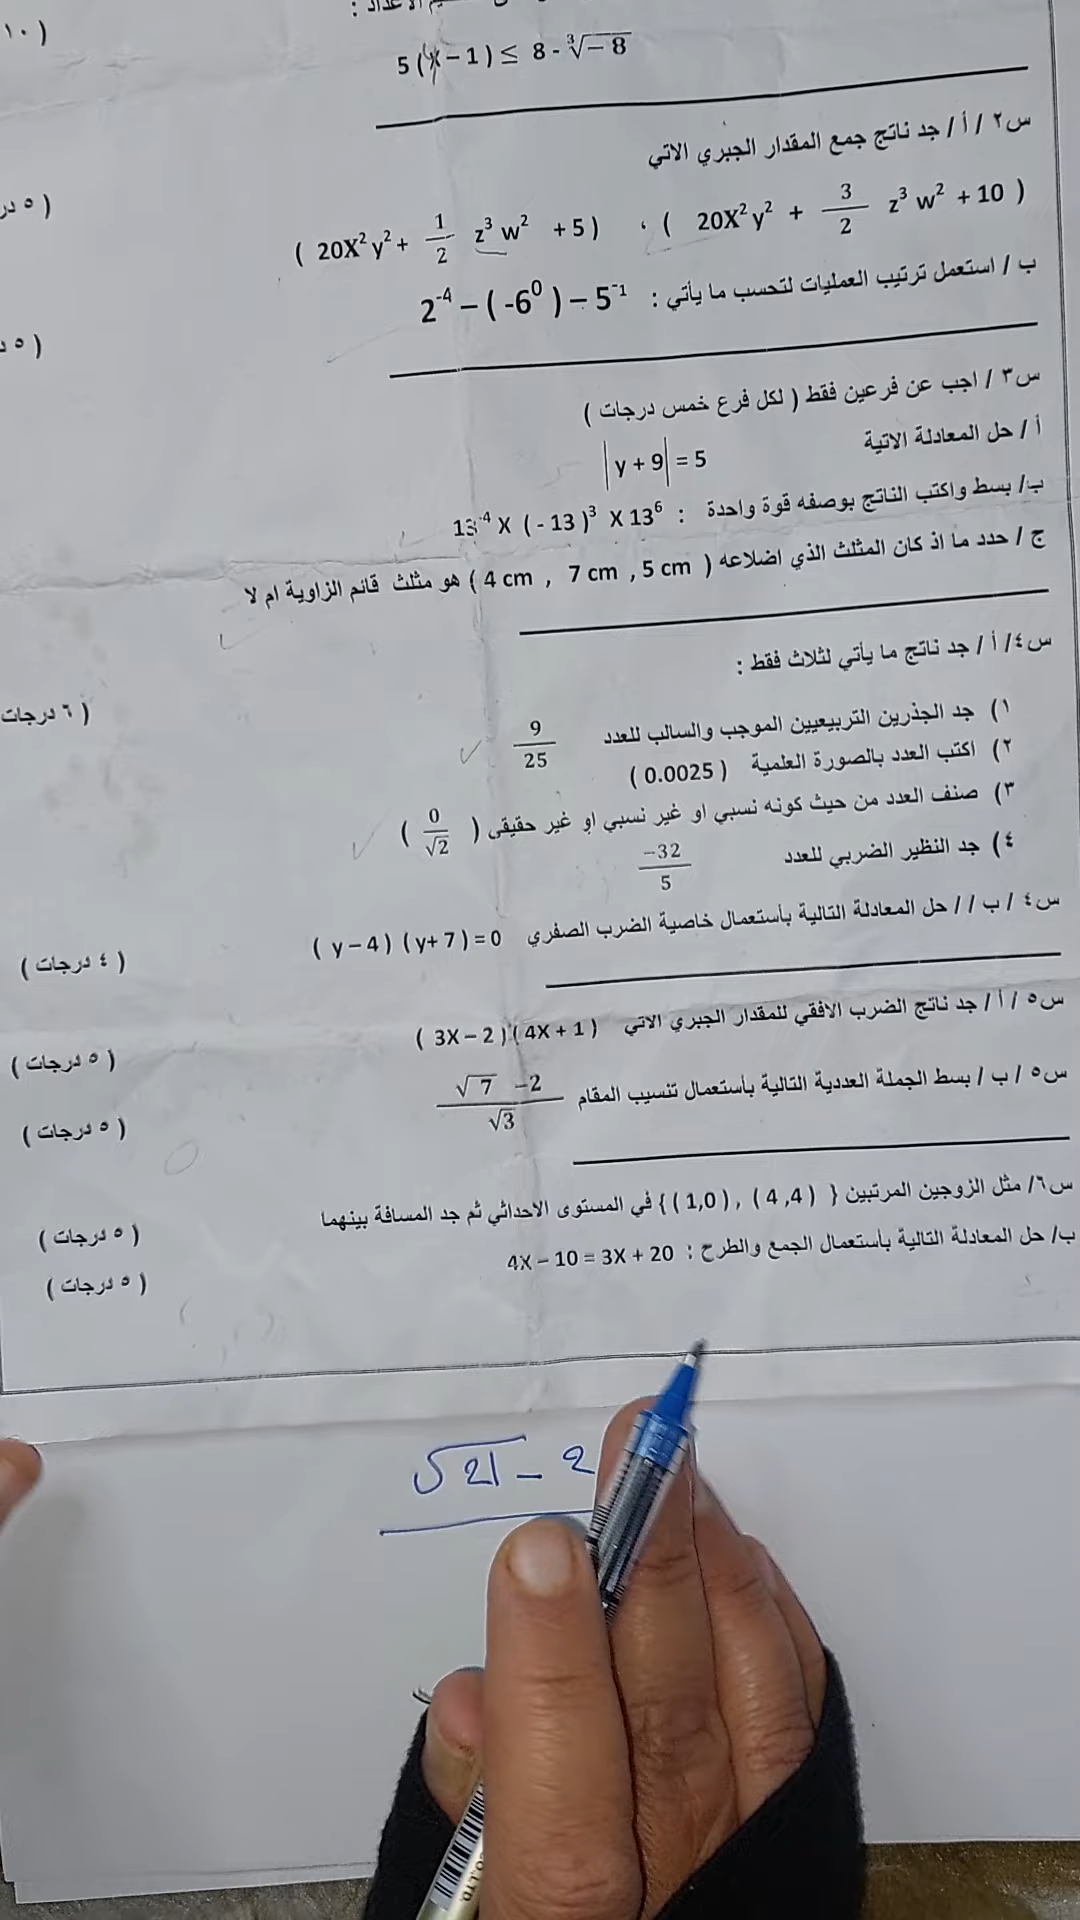 الاعداد :
( ١٠
5 ( x − 1 ) ≤ 8 - ∛−8
س٢ / أ / جد ناتج جمع المقدار الجبري الاتي
( ٥ در
( 20X²y² + 1/2 z³ w² + 5 ) ، ( 20X² y² + 3/2 z³ w² + 10 )
ب / استعمل ترتيب العمليات لتحسب ما يأتي : 2⁻⁴ − ( -6⁰ ) − 5⁻¹
( ٥ د
س٣ / اجب عن فرعين فقط ( لكل فرع خمس درجات )
أ / حل المعادلة الاتية
|y + 9| = 5
ب/ بسط واكتب الناتج بوصفه قوة واحدة : 13⁻⁴ X ( - 13 )³ X 13⁶
ج / حدد ما اذ كان المثلث الذي اضلاعه ( 4 cm , 7 cm , 5 cm ) هو مثلث قائم الزاوية ام لا
س٤/ أ / جد ناتج ما يأتي لثلاث فقط :
( ٦ درجات
١) جد الجذرين التربيعيين الموجب والسالب للعدد 9/25
٢) اكتب العدد بالصورة العلمية ( 0.0025 )
٣) صنف العدد من حيث كونه نسبي او غير نسبي او غير حقيقي ( 0/√2 )
٤) جد النظير الضربي للعدد −32/5
س٤ / ب // حل المعادلة التالية بأستعمال خاصية الضرب الصفري ( y − 4 ) ( y+ 7 ) = 0
( ٤ درجات )
س٥ / أ / جد ناتج الضرب الافقي للمقدار الجبري الاتي ( 3X − 2 ) ( 4X + 1 )
( ٥ درجات )
س٥ / ب / بسط الجملة العددية التالية بأستعمال تنسيب المقام (√7 −2)/√3
( ٥ درجات )
س٦/ مثل الزوجين المرتبين { ( 1,0 ) , ( 4,4 ) } في المستوى الاحداثي ثم جد المسافة بينهما
( ٥ درجات )
ب/ حل المعادلة التالية بأستعمال الجمع والطرح : 4X − 10 = 3X + 20
( ٥ درجات )
√21 − 2
CO.,LTD.